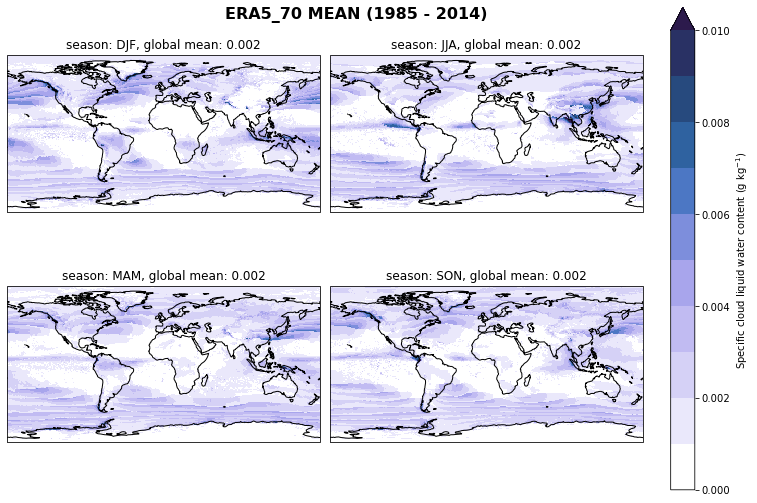 ERA5_70 MEAN (1985 - 2014)
season: DJF, global mean: 0.002
season: JJA, global mean: 0.002
season: MAM, global mean: 0.002
season: SON, global mean: 0.002
0.010
0.008
0.006
0.004
0.002
0.000
Specific cloud liquid water content (g kg⁻¹)